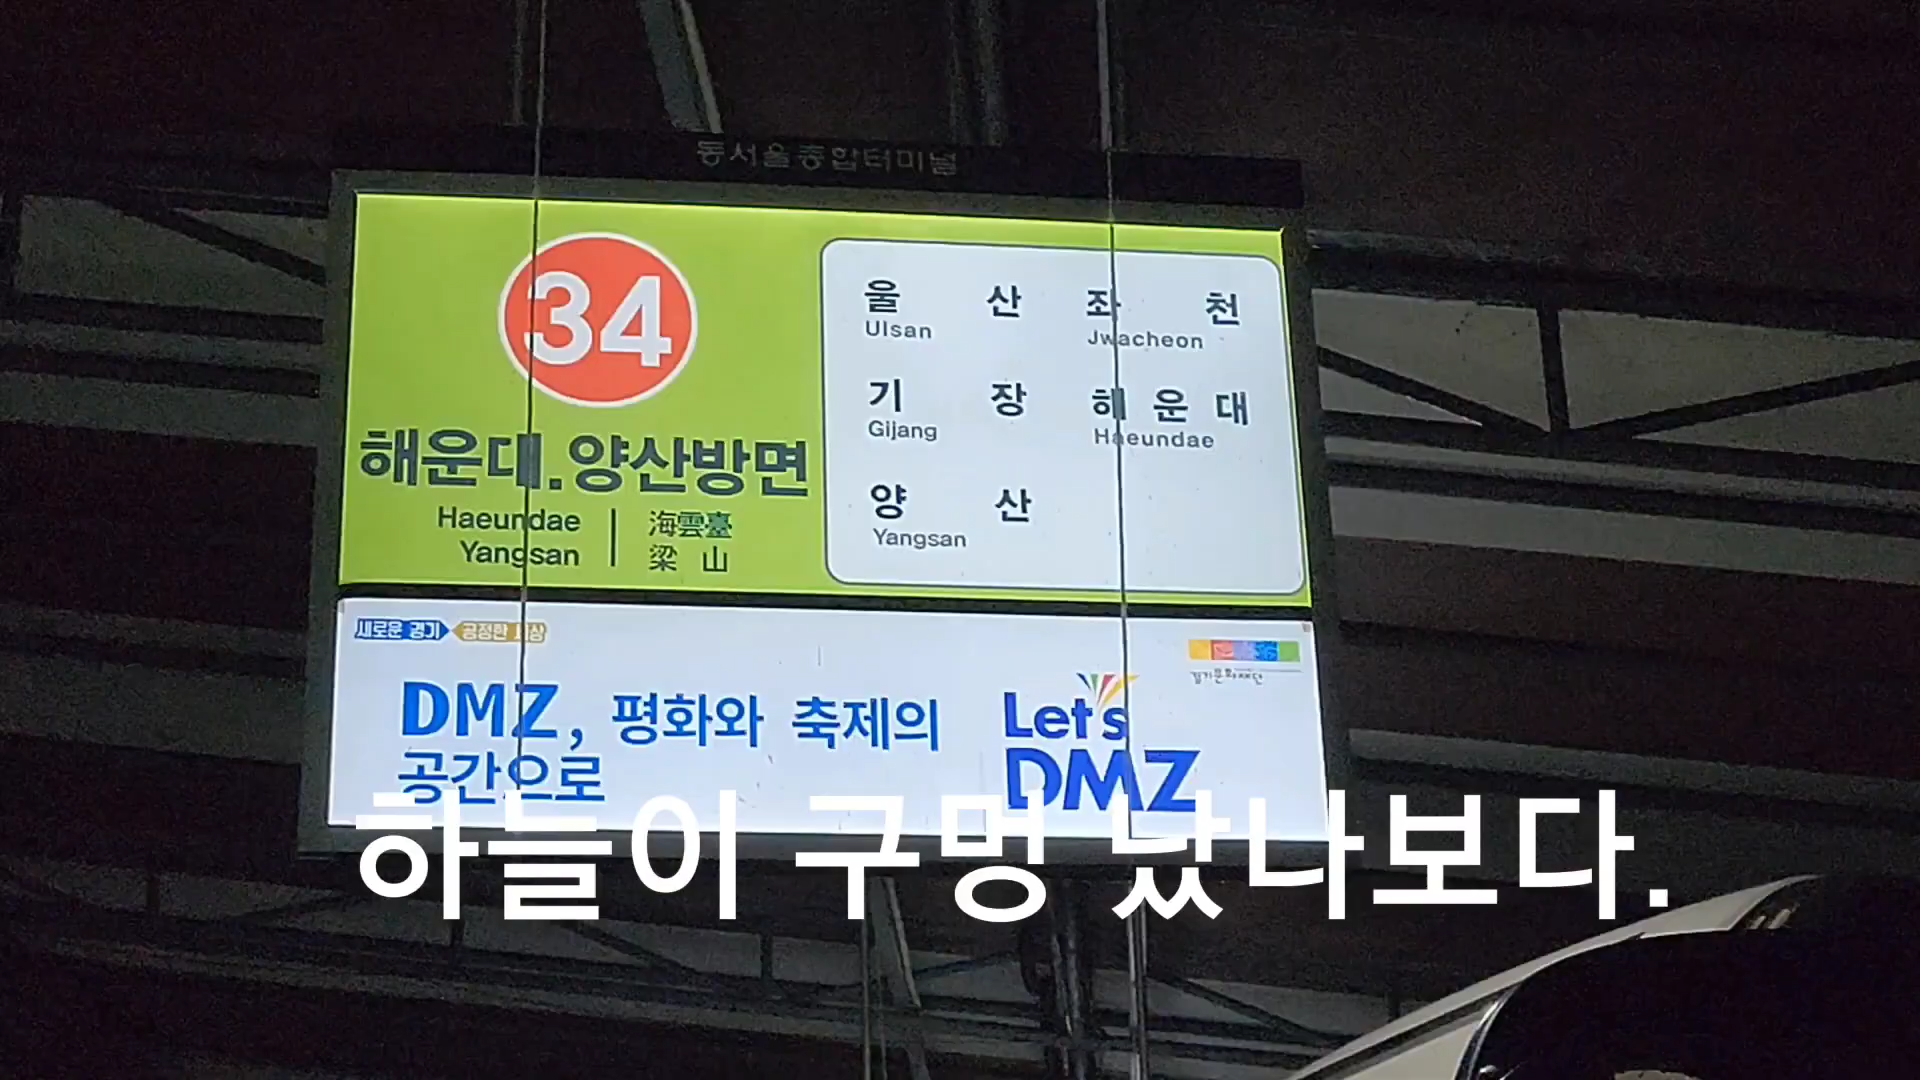 동서울종합터미널
34
해운대.양산방면
Haeundae
Yangsan
海雲臺
梁山
울산
Ulsan
좌천
Jwacheon
기장
Gijang
해운대
Haeundae
양산
Yangsan
새로운 경기 공정한 세상
경기문화재단
DMZ, 평화와 축제의
공간으로
Let's
DMZ
하늘이 구멍 났나보다.